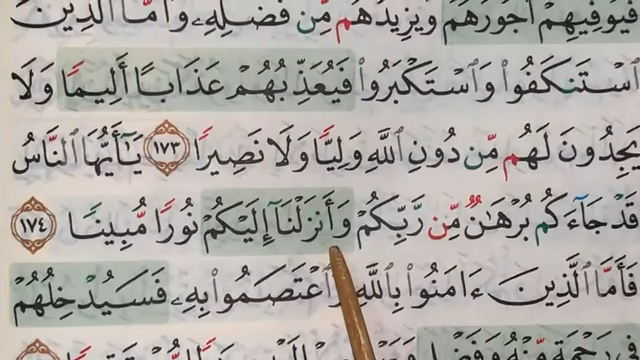 فَيُوَفِّيهِمْ أُجُورَهُمْ وَيَزِيدُهُم مِّن فَضْلِهِۦ وَأَمَّا ٱلَّذِينَ
ٱسْتَنكَفُوا۟ وَٱسْتَكْبَرُوا۟ فَيُعَذِّبُهُمْ عَذَابًا أَلِيمًا وَلَا
يَجِدُونَ لَهُم مِّن دُونِ ٱللَّهِ وَلِيًّا وَلَا نَصِيرًا ١٧٣ يَـٰٓأَيُّهَا ٱلنَّاسُ
قَدْ جَآءَكُم بُرْهَـٰنٌ مِّن رَّبِّكُمْ وَأَنزَلْنَآ إِلَيْكُمْ نُورًا مُّبِينًا ١٧٤
فَأَمَّا ٱلَّذِينَ ءَامَنُوا۟ بِٱللَّهِ ٱعْتَصَمُوا۟ بِهِۦ فَسَيُدْخِلُهُمْ